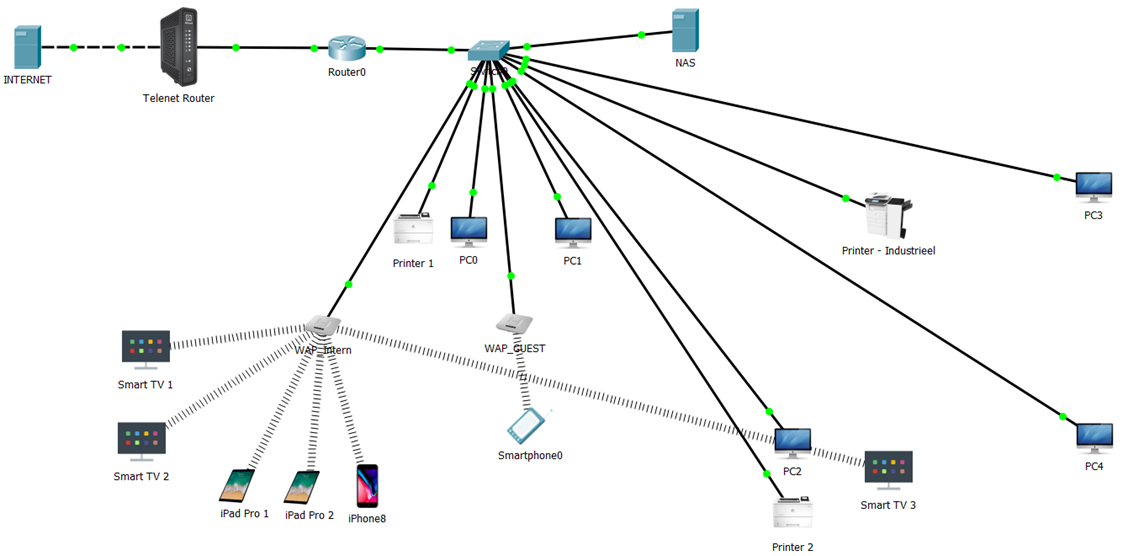 INTERNET
Telenet Router
Router0
Switch0
NAS
PC3
Printer - Industrieel
Printer 1
PC0
PC1
WAP_Intern
WAP_GUEST
Smart TV 1
Smartphone0
Smart TV 2
PC2
PC4
iPad Pro 1
iPad Pro 2
iPhone8
Smart TV 3
Printer 2